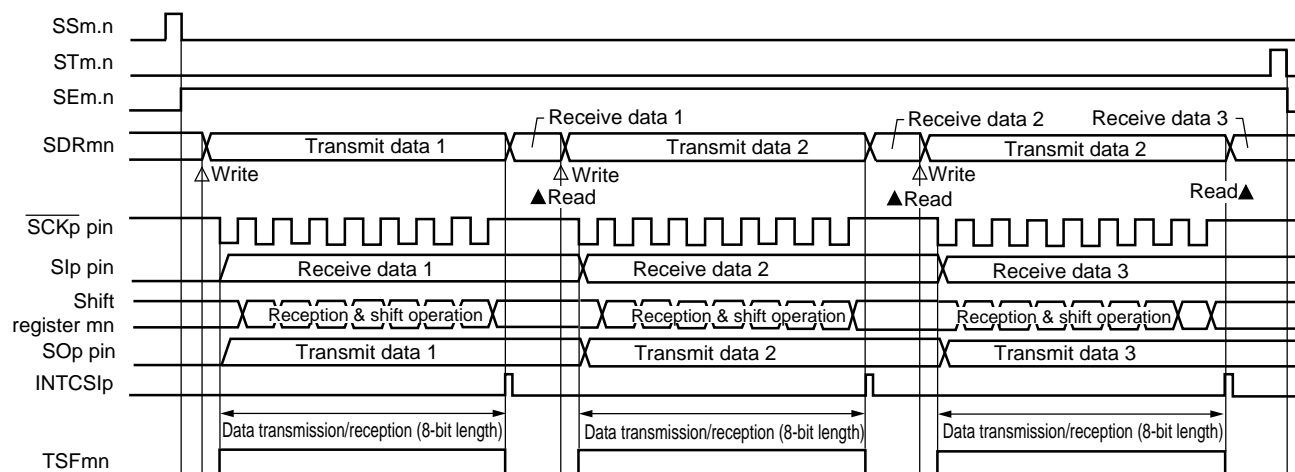 SSm.n
STm.n
SEm.n
Receive data 1
Receive data 2
Receive data 3
SDRmn
Transmit data 1
Transmit data 2
Transmit data 2
Write
Write
Write
▲Read
▲Read
Read▲
SCKp pin
SIp pin
Receive data 1
Receive data 2
Receive data 3
Shift
register mn
Reception & shift operation
Reception & shift operation
Reception & shift operation
SOp pin
Transmit data 1
Transmit data 2
Transmit data 3
INTCSIp
Data transmission/reception (8-bit length)
Data transmission/reception (8-bit length)
Data transmission/reception (8-bit length)
TSFmn